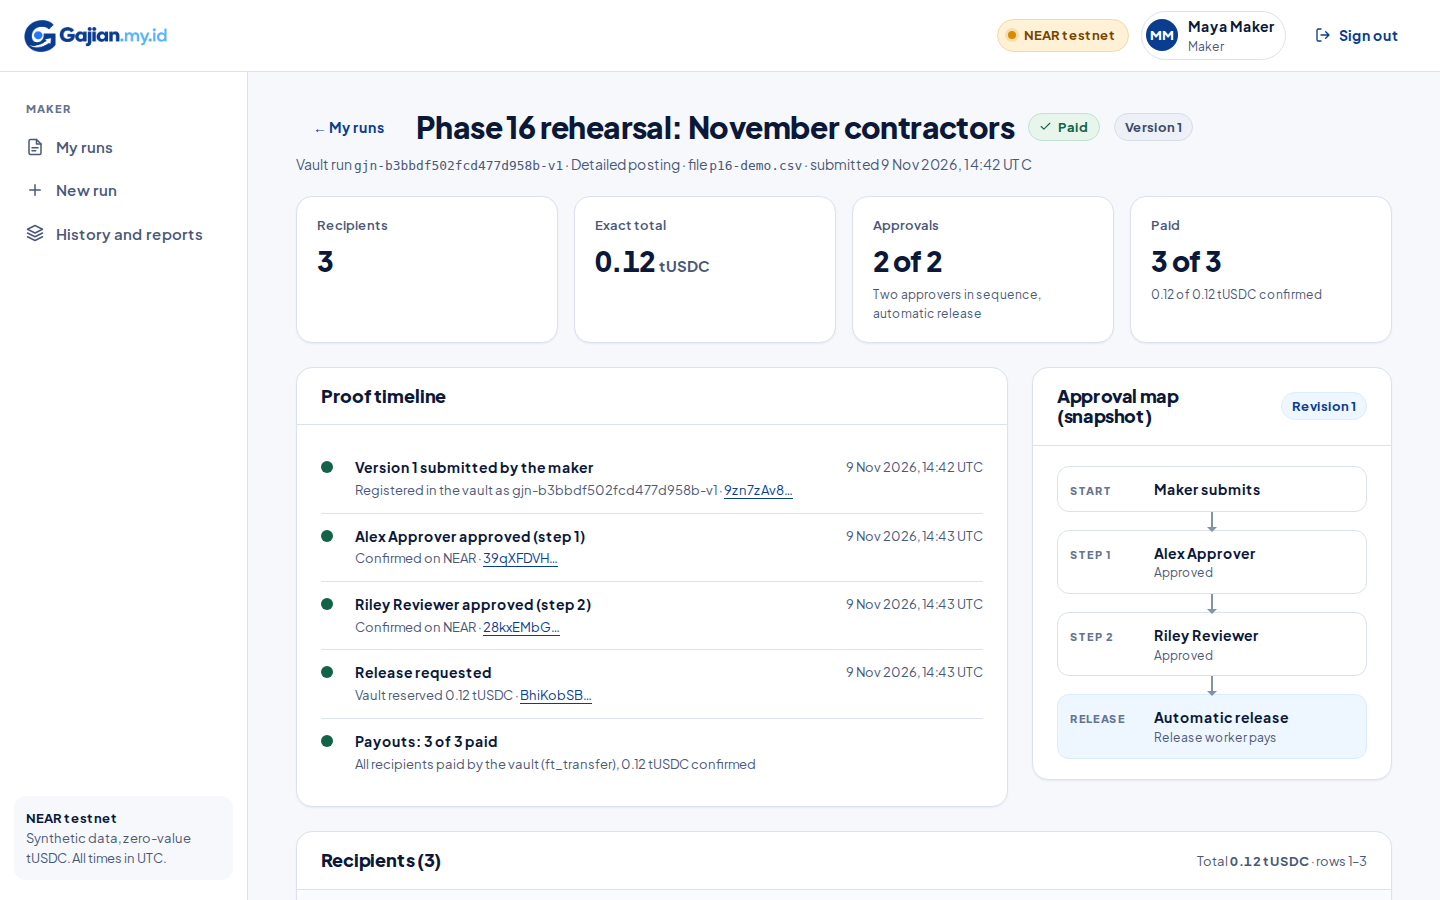 Gajian.my.id
NEAR testnet
MM
Maya Maker
Maker
Sign out
MAKER
My runs
New run
History and reports
NEAR testnet
Synthetic data, zero-value
tUSDC. All times in UTC.
← My runs
Phase 16 rehearsal: November contractors
Paid
Version 1
Vault run gjn-b3bbdf502fcd477d958b-v1 · Detailed posting · file p16-demo.csv · submitted 9 Nov 2026, 14:42 UTC
Recipients
3
Exact total
0.12 tUSDC
Approvals
2 of 2
Two approvers in sequence,
automatic release
Paid
3 of 3
0.12 of 0.12 tUSDC confirmed
Proof timeline
Version 1 submitted by the maker
9 Nov 2026, 14:42 UTC
Registered in the vault as gjn-b3bbdf502fcd477d958b-v1 · 9zn7zAv8…
Alex Approver approved (step 1)
9 Nov 2026, 14:43 UTC
Confirmed on NEAR · 39qXFDVH…
Riley Reviewer approved (step 2)
9 Nov 2026, 14:43 UTC
Confirmed on NEAR · 28kxEMbG…
Release requested
9 Nov 2026, 14:43 UTC
Vault reserved 0.12 tUSDC · BhiKobSB…
Payouts: 3 of 3 paid
All recipients paid by the vault (ft_transfer), 0.12 tUSDC confirmed
Approval map
(snapshot)
Revision 1
START
Maker submits
STEP 1
Alex Approver
Approved
STEP 2
Riley Reviewer
Approved
RELEASE
Automatic release
Release worker pays
Recipients (3)
Total 0.12 tUSDC · rows 1–3